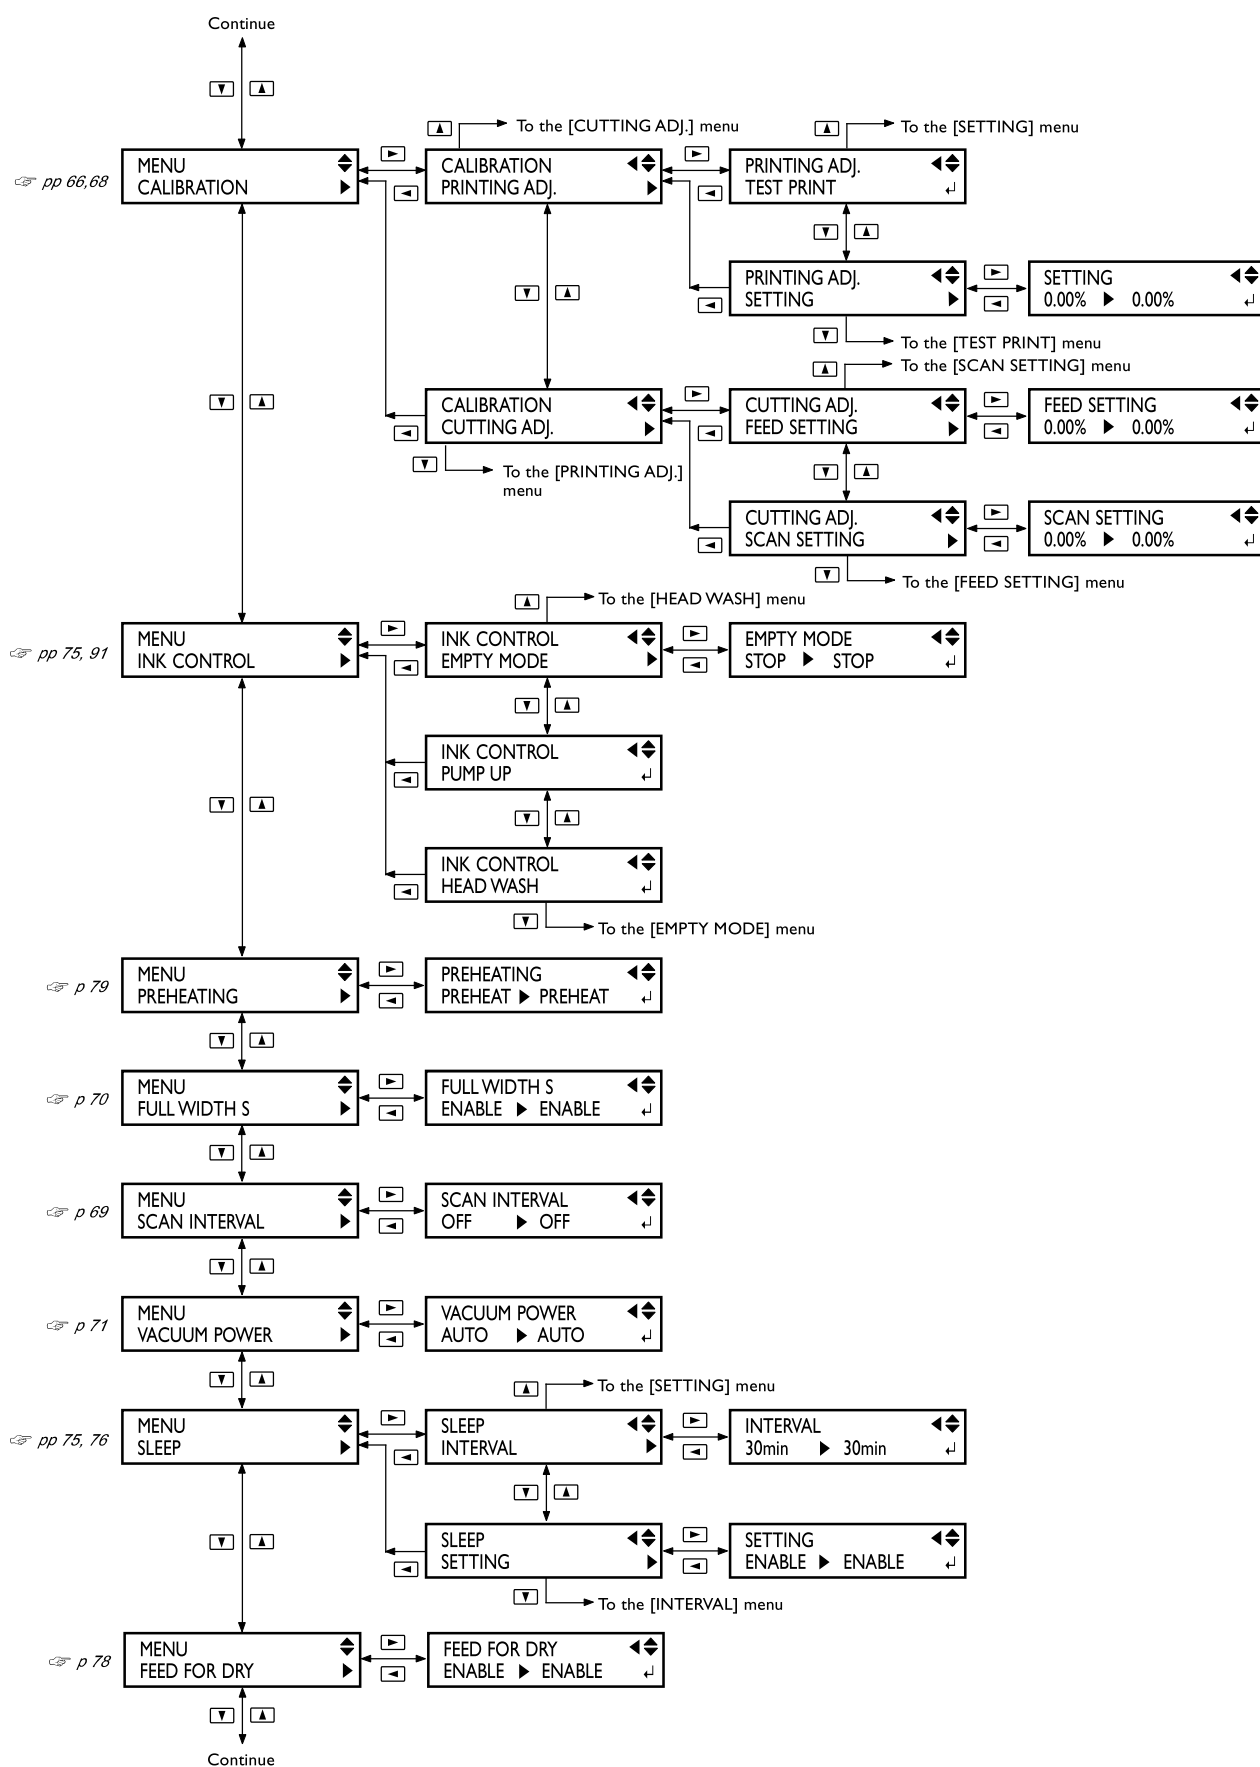 Continue
To the [CUTTING ADJ.] menu
To the [SETTING] menu
pp 66,68
MENU
CALIBRATION
CALIBRATION
PRINTING ADJ.
PRINTING ADJ.
TEST PRINT
PRINTING ADJ.
SETTING
SETTING
0.00% 0.00%
To the [TEST PRINT] menu
To the [SCAN SETTING] menu
CALIBRATION
CUTTING ADJ.
CUTTING ADJ.
FEED SETTING
FEED SETTING
0.00% 0.00%
To the [PRINTING ADJ.]
menu
CUTTING ADJ.
SCAN SETTING
SCAN SETTING
0.00% 0.00%
To the [FEED SETTING] menu
To the [HEAD WASH] menu
pp 75, 91
MENU
INK CONTROL
INK CONTROL
EMPTY MODE
EMPTY MODE
STOP STOP
INK CONTROL
PUMP UP
INK CONTROL
HEAD WASH
To the [EMPTY MODE] menu
p 79
MENU
PREHEATING
PREHEATING
PREHEAT PREHEAT
p 70
MENU
FULL WIDTH S
FULL WIDTH S
ENABLE ENABLE
p 69
MENU
SCAN INTERVAL
SCAN INTERVAL
OFF OFF
p 71
MENU
VACUUM POWER
VACUUM POWER
AUTO AUTO
To the [SETTING] menu
pp 75, 76
MENU
SLEEP
SLEEP
INTERVAL
INTERVAL
30min 30min
SLEEP
SETTING
SETTING
ENABLE ENABLE
To the [INTERVAL] menu
p 78
MENU
FEED FOR DRY
FEED FOR DRY
ENABLE ENABLE
Continue